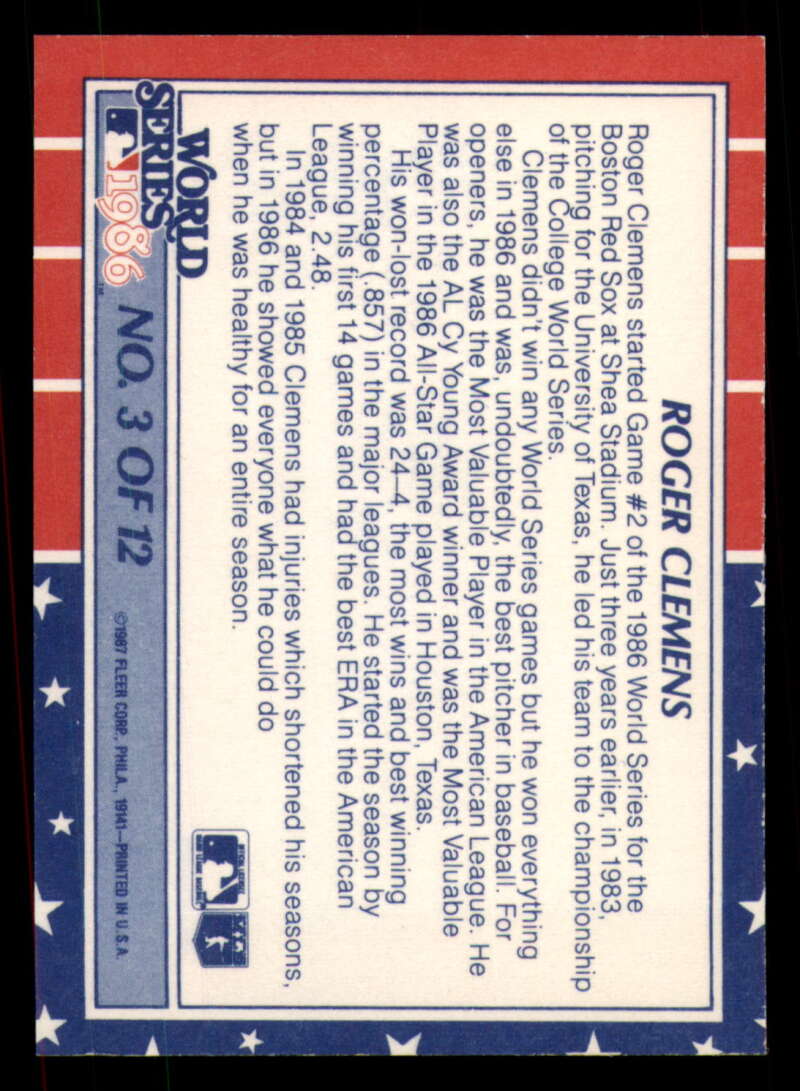 ROGER CLEMENS
Roger Clemens started Game #2 of the 1986 World Series for the
Boston Red Sox at Shea Stadium. Just three years earlier, in 1983,
pitching for the University of Texas, he led his team to the championship
of the College World Series.
Clemens didn't win any World Series games but he won everything
else in 1986 and was, undoubtedly, the best pitcher in baseball. For
openers, he was the Most Valuable Player in the American League. He
was also the AL Cy Young Award winner and was the Most Valuable
Player in the 1986 All-Star Game played in Houston, Texas.
His won-lost record was 24–4, the most wins and best winning
percentage (.857) in the major leagues. He started the season by
winning his first 14 games and had the best ERA in the American
League, 2.48.
In 1984 and 1985 Clemens had injuries which shortened his seasons,
but in 1986 he showed everyone what he could do
when he was healthy for an entire season.
WORLD
SERIES
1986™
NO. 3 OF 12
©1987 FLEER CORP., PHILA., 19141—PRINTED IN U.S.A.